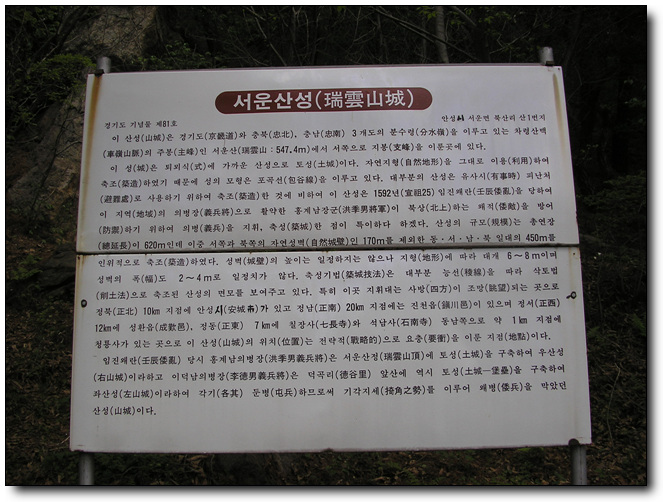 서운산성(瑞雲山城)
경기도 기념물 제81호 안성시 서운면 북산리 산1번지
이 산성(山城)은 경기도(京畿道)와 충북(忠北), 충남(忠南) 3개도의 분수령(分水嶺)을 이루고 있는 차령산맥
(車嶺山脈)의 주봉(主峰)인 서운산(瑞雲山 : 547.4m)에서 서쪽으로 지봉(支峰)을 이룬곳에 있다.
이 성(城)은 퇴뫼식(式)에 가까운 산성으로 토성(土城)이다. 자연지형(自然地形)을 그대로 이용(利用)하여
축조(築造)하였기 때문에 성의 모형은 포곡선(包谷線)을 이루고 있다. 대부분의 산성은 유사시(有事時) 피난처
(避難處)로 사용하기 위하여 축조(築造)한 것에 비하여 이 산성은 1592년(宣祖25) 임진왜란(壬辰倭亂)을 당하여
이 지역(地域)의 의병장(義兵將)으로 활약한 홍계남장군(洪季男將軍)이 북상(北上)하는 왜적(倭敵)을 방어
(防禦)하기 위하여 의병(義兵)을 지휘, 축성(築城)한 점이 특이하다 하겠다. 산성의 규모(規模)는 총연장
(總延長)이 620m인데 이중 서쪽과 북쪽의 자연성벽(自然城壁)인 170m를 제외한 동·서·남·북 일대의 450m를
인위적으로 축조(築造)하였다. 성벽(城壁)의 높이는 일정하지는 않으나 지형(地形)에 따라 대개 6~8m이며
성벽의 폭(幅)도 2~4m로 일정치가 않다. 축성기법(築城技法)은 대부분 능선(稜線)을 따라 삭토법
(削土法)으로 축조된 산성의 면모를 보여주고 있다. 특히 이곳 지휘대는 사방(四方)이 조망(眺望)되는 곳으로
정북(正北) 10km 지점에 안성시(安城市)가 있고 정남(正南) 20km 지점에는 진천읍(鎭川邑)이 있으며 정서(正西)
12km에 성환읍(成歡邑), 정동(正東) 7km에 칠장사(七長寺)와 석남사(石南寺) 동남쪽으로 약 1km 지점에
청룡사가 있는 곳으로 이 산성(山城)의 위치(位置)는 전략적(戰略的)으로 요충(要衝)을 이룬 지점(地點)이다.
임진왜란(壬辰倭亂) 당시 홍계남의병장(洪季男義兵將)은 서운산정(瑞雲山頂)에 토성(土城)을 구축하여 우산성
(右山城)이라하고 이덕남의병장(李德男義兵將)은 덕곡리(德谷里) 앞산에 역시 토성(土城—堡壘)을 구축하여
좌산성(左山城)이라하여 각기(各其) 둔병(屯兵)하므로써 기각지세(掎角之勢)를 이루어 왜병(倭兵)을 막았던
산성(山城)이다.